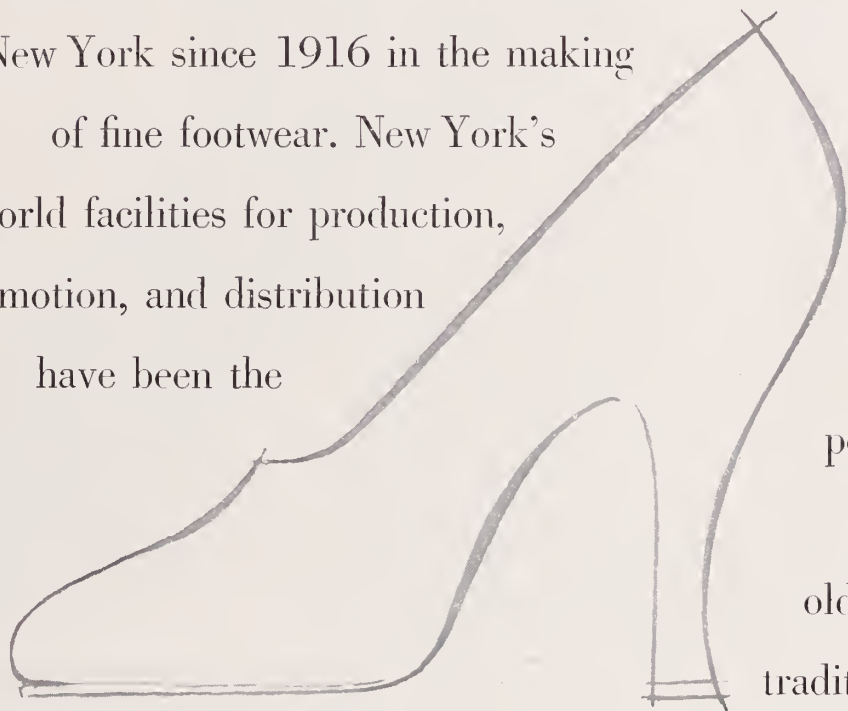 New York since 1916 in the making
of fine footwear. New York's
orld facilities for production,
motion, and distribution
have been the
p
old
tradit